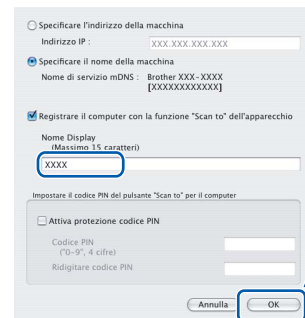 Specificare l'indirizzo della macchina
Indirizzo IP : XXX.XXX.XXX.XXX
Specificare il nome della macchina
Nome di servizio mDNS : Brother XXX-XXXX
[XXXXXXXXXXXX]
Registrare il computer con la funzione "Scan to" dell'apparecchio
Nome Display
(Massimo 15 caratteri)
XXXX
Impostare il codice PIN del pulsante "Scan to" per il computer
Attiva protezione codice PIN
Codice PIN
("0-9", 4 cifre)
Ridigitare codice PIN
Annulla OK